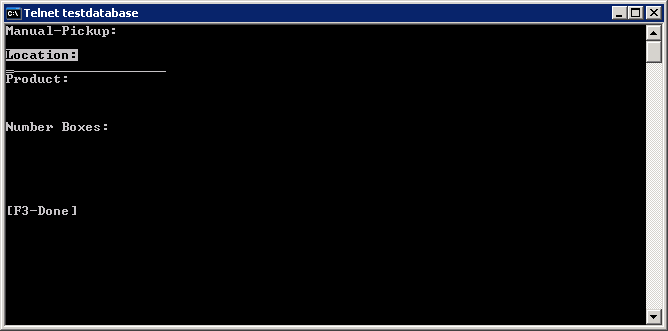 Telnet testdatabase
Manual-Pickup:
Location:
Product:
Number Boxes:
[F3-Done]